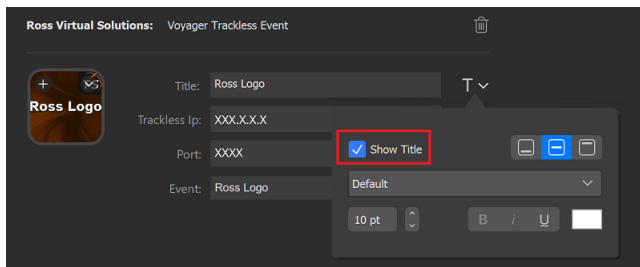 Ross Virtual Solutions: Voyager Trackless Event
Ross Logo
Title: Ross Logo
T
Trackless Ip: XXX.X.X.X
Port: XXXX
Event: Ross Logo
Show Title
Default
10 pt
B i U